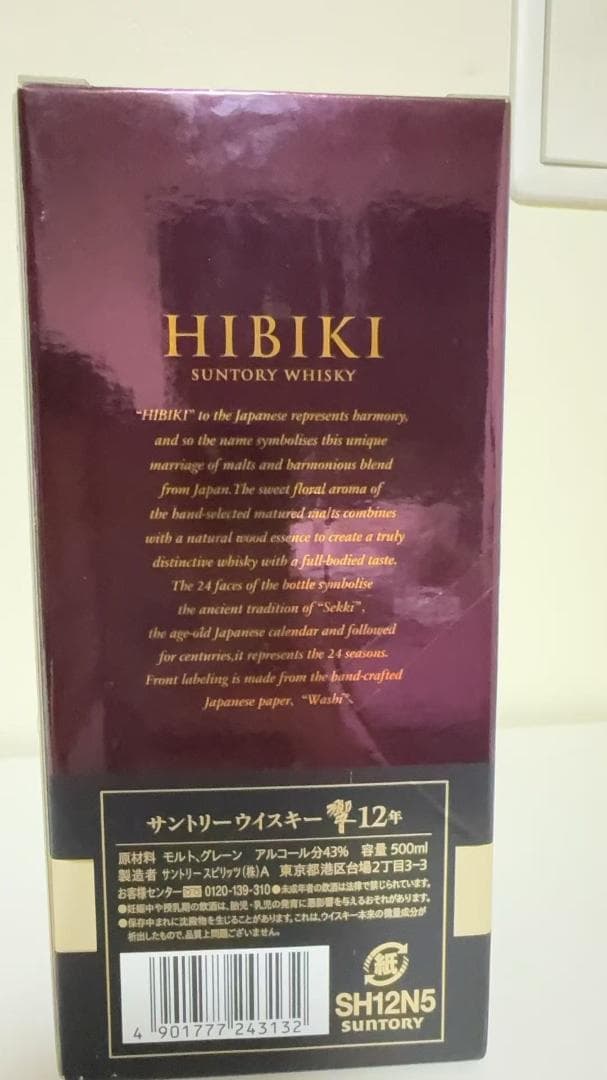 HIBIKI
SUNTORY WHISKY
"HIBIKI" to the Japanese represents harmony,
and so the name symbolises this unique
marriage of malts and harmonious blend
from Japan. The sweet floral aroma of
the hand-selected matured malts combines
with a natural wood essence to create a truly
distinctive whisky with a full-bodied taste.
The 24 faces of the bottle symbolise
the ancient tradition of "Sekki",
the age-old Japanese calendar and followed
for centuries, it represents the 24 seasons.
Front labeling is made from the hand-crafted
Japanese paper, "Washi".
サントリーウイスキー 響 12年
原材料 モルト、グレーン アルコール分43% 容量 500ml
製造者 サントリースピリッツ(株)A 東京都港区台場2丁目3-3
お客様センター 0120-139-310 ●未成年者の飲酒は法律で禁じられています。
●妊娠中や授乳期の飲酒は、胎児・乳児の発育に悪影響を与えるおそれがあります。
●保存中まれに沈殿物を生じることがあります。これは、ウイスキー本来の微量成分が
析出したもので、品質上問題ございません。
4 901777 243132
紙
SH12N5
SUNTORY